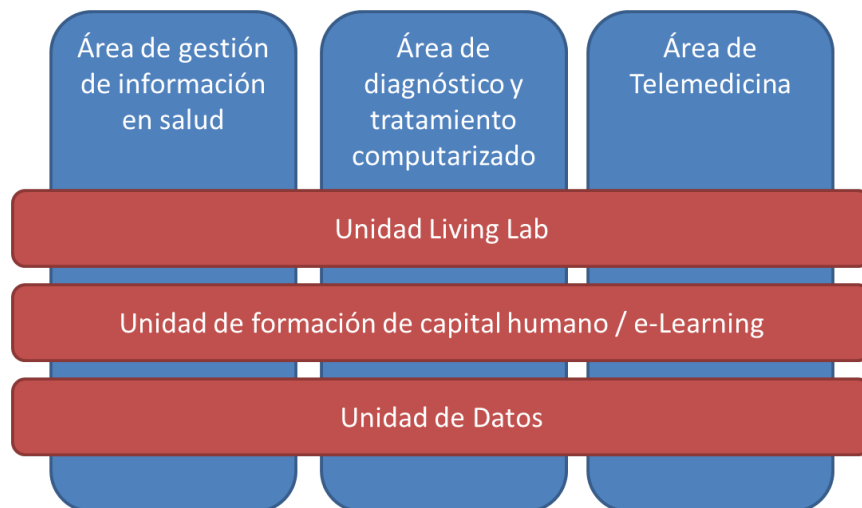 Área de gestión
de información
en salud
Área de
diagnóstico y
tratamiento
computarizado
Área de
Telemedicina
Unidad Living Lab
Unidad de formación de capital humano / e-Learning
Unidad de Datos